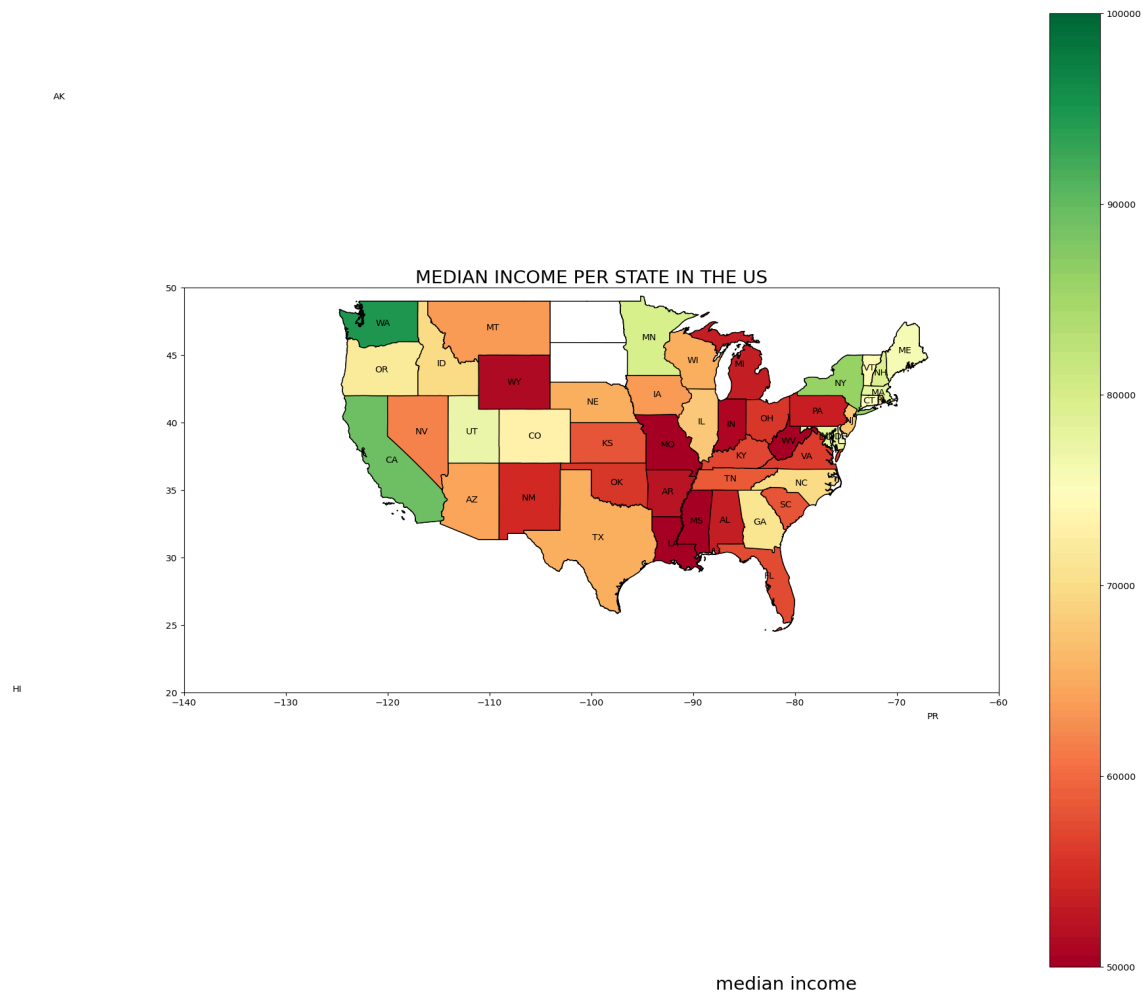 100000
AK
90000
MEDIAN INCOME PER STATE IN THE US
50
WA
MT
MN
ME
45
OR
ID
WY
WI
MI
VT
NH
NY
MA
CT
NE
IA
PA
80000
40
NV
UT
CO
KS
IL
IN
OH
NJ
CA
MO
WV
KY
VA
35
AZ
NM
OK
AR
TN
NC
SC
TX
MS
AL
GA
LA
30
FL
70000
25
HI
20
−140
−130
−120
−110
−100
−90
−80
−70
−60
PR
60000
50000
median income